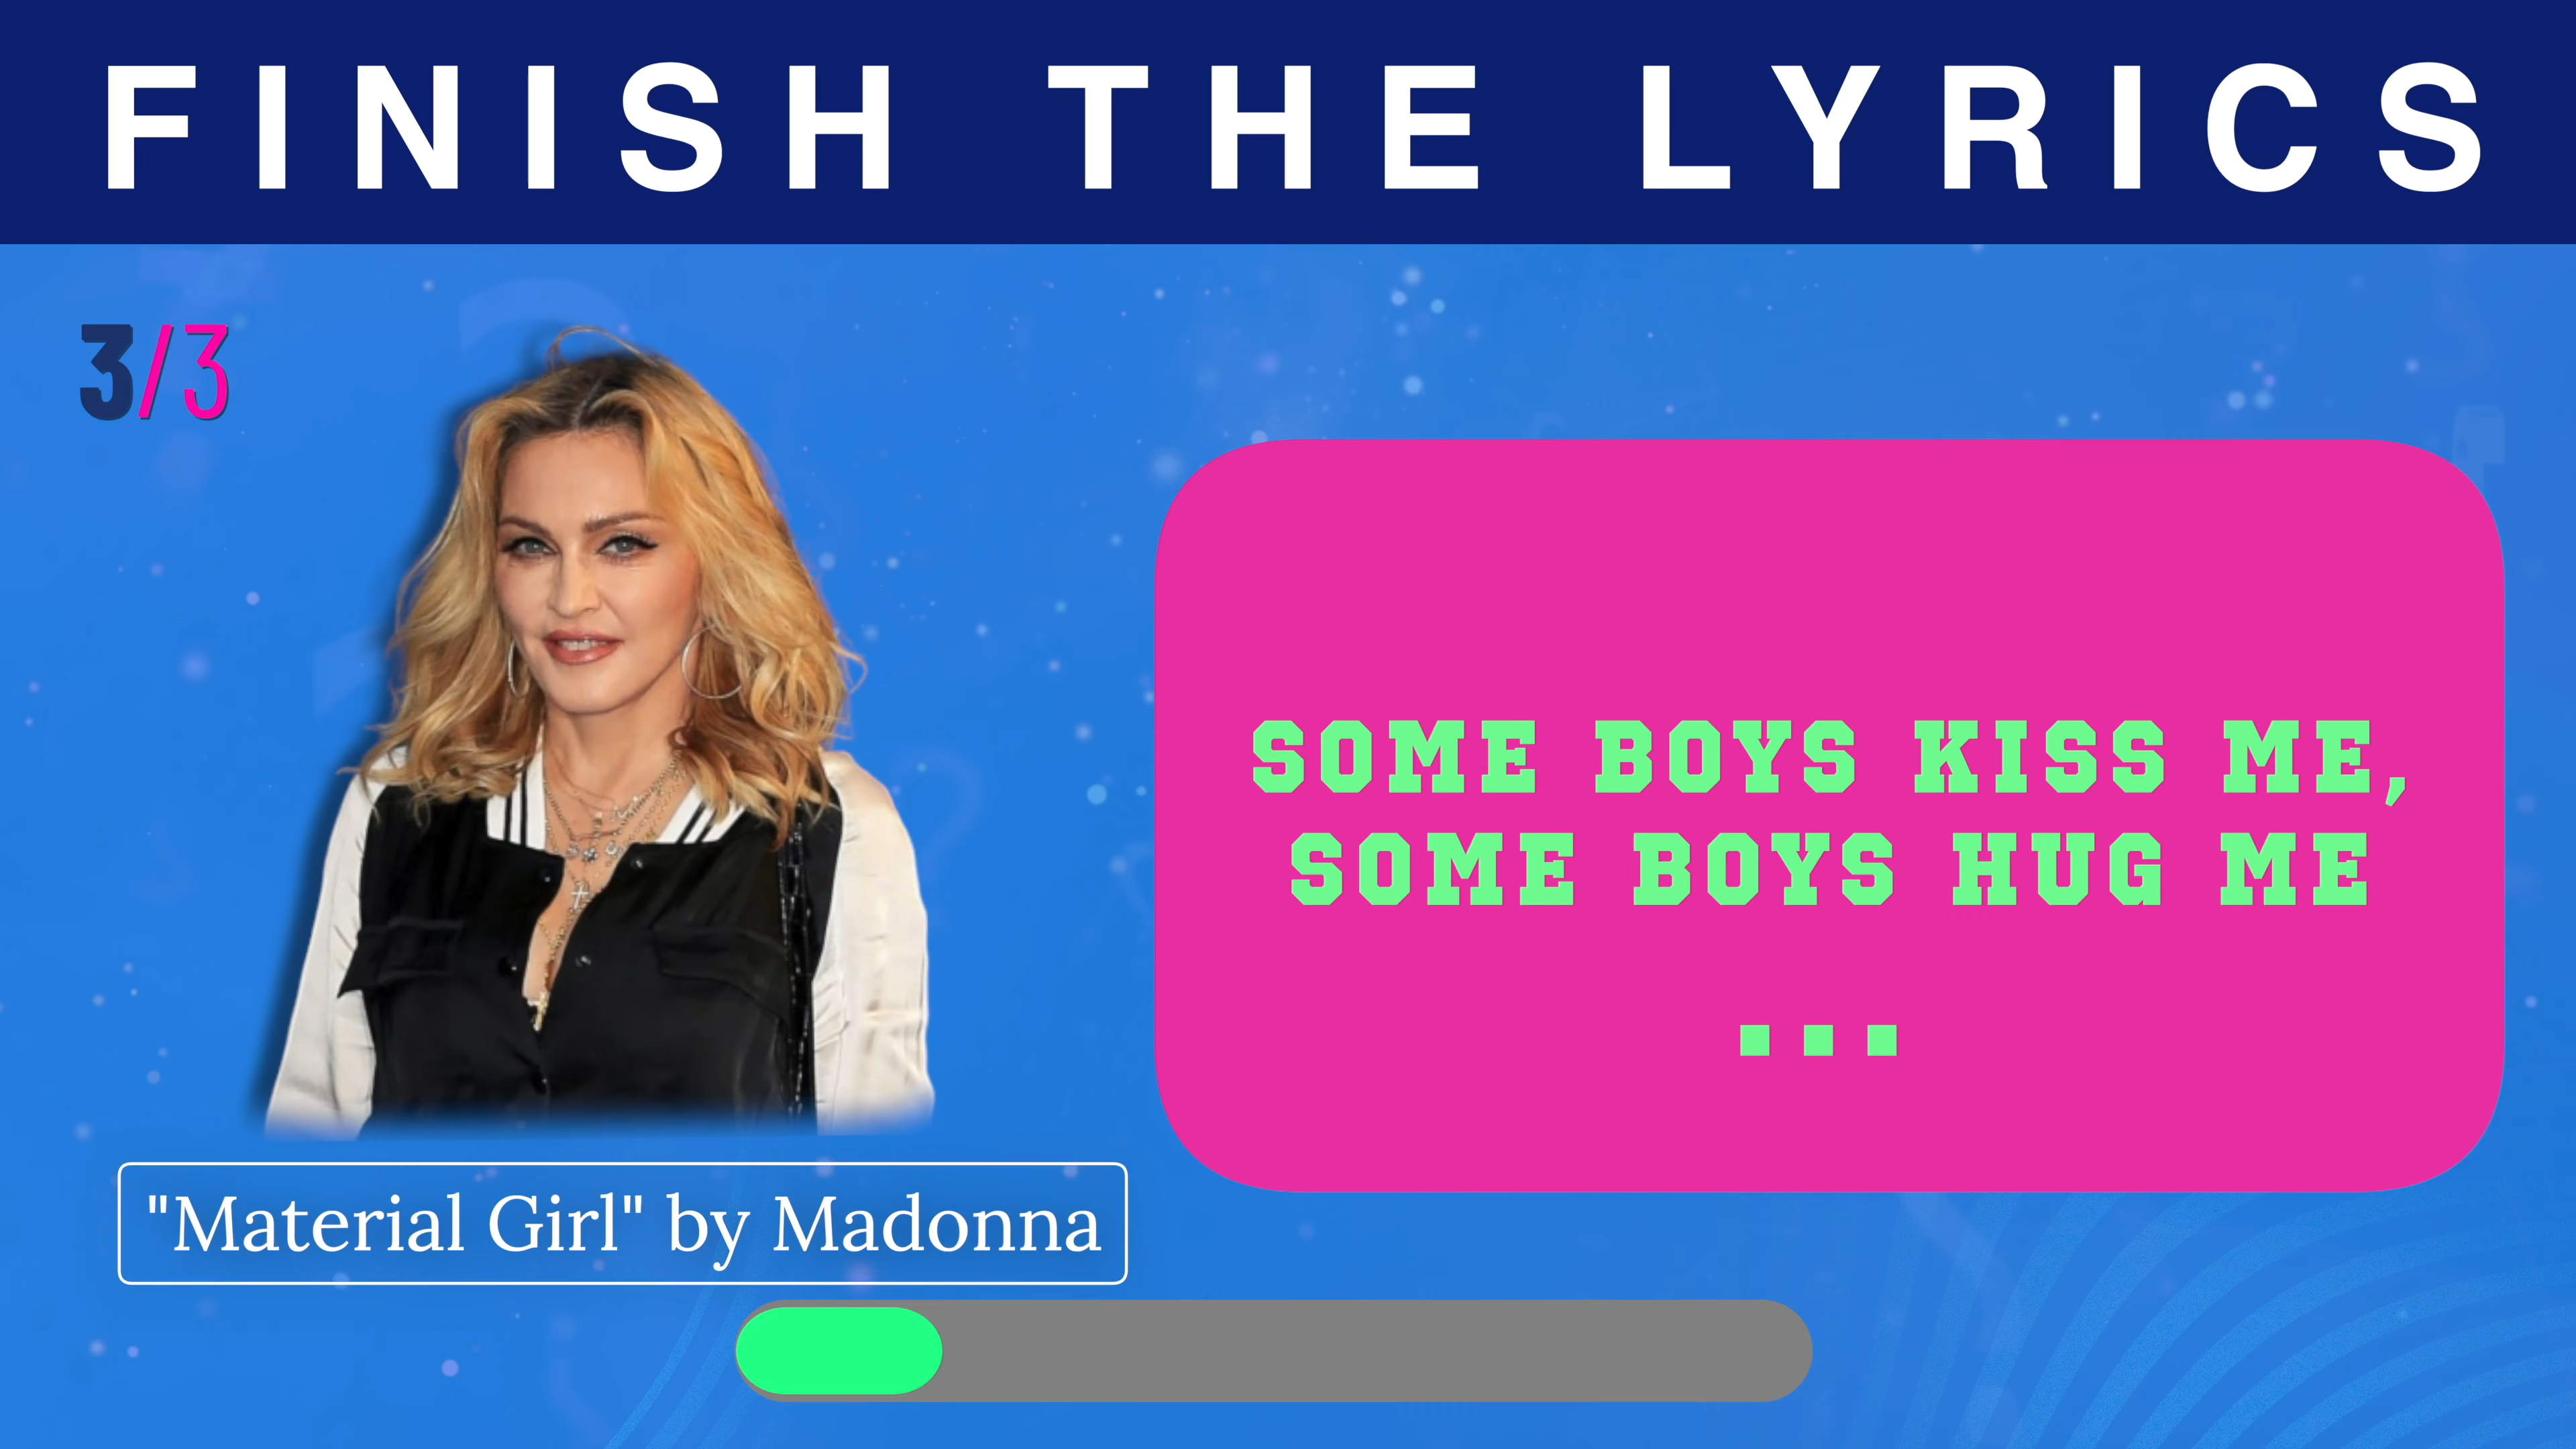 FINISH THE LYRICS
3/3
SOME BOYS KISS ME,
SOME BOYS HUG ME
...
"Material Girl" by Madonna